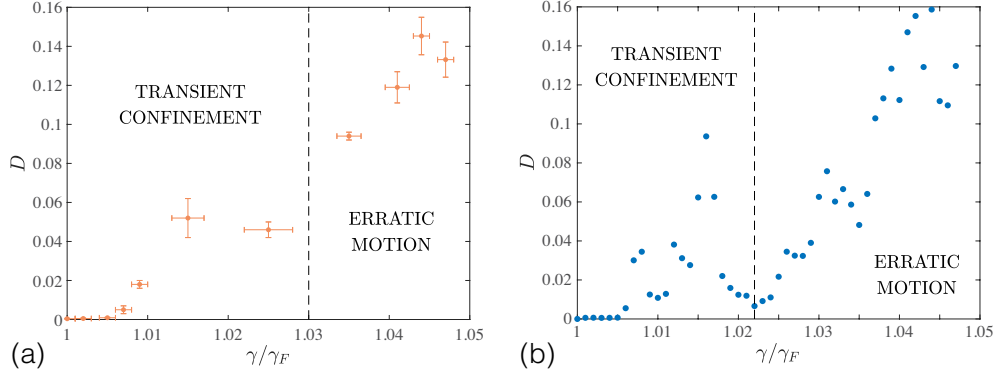 0.16
0.14
0.12
0.1
0.08
0.06
0.04
0.02
0
D
TRANSIENT
CONFINEMENT
ERRATIC
MOTION
1
1.01
1.02
1.03
1.04
1.05
γ/γF
(a)
0.16
0.14
0.12
0.1
0.08
0.06
0.04
0.02
0
D
TRANSIENT
CONFINEMENT
ERRATIC
MOTION
1
1.01
1.02
1.03
1.04
1.05
γ/γF
(b)